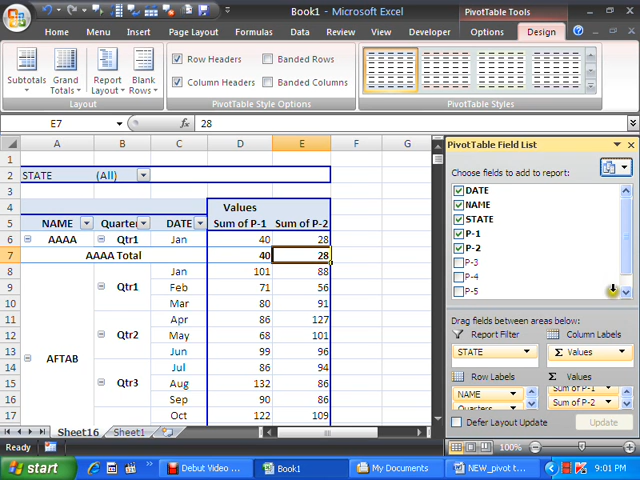 Book1 - Microsoft Excel
PivotTable Tools
Home Menu Insert Page Layout Formulas Data Review View Developer Options Design
Subtotals Grand Totals Report Layout Blank Rows
Layout
Row Headers Banded Rows
Column Headers Banded Columns
PivotTable Style Options
PivotTable Styles
E7 fx 28
A B C D E F G
1
2 STATE (All)
3
4 Values
5 NAME Quarter DATE Sum of P-1 Sum of P-2
6 AAAA Qtr1 Jan 40 28
7 AAAA Total 40 28
8 Jan 101 88
9 Qtr1 Feb 71 56
10 Mar 80 91
11 Apr 86 127
12 Qtr2 May 68 101
13 AFTAB Jun 99 96
14 Jul 86 94
15 Qtr3 Aug 132 86
16 Sep 90 86
17 Oct 122 109
Sheet16 Sheet1
PivotTable Field List
Choose fields to add to report:
DATE
NAME
STATE
P-1
P-2
P-3
P-4
P-5
Drag fields between areas below:
Report Filter Column Labels
STATE Σ Values
Row Labels Σ Values
NAME Sum of P-1
Quarters Sum of P-2
Defer Layout Update Update
Ready 100%
start Debut Video ... Book1 My Documents NEW_pivot t... 9:01 PM